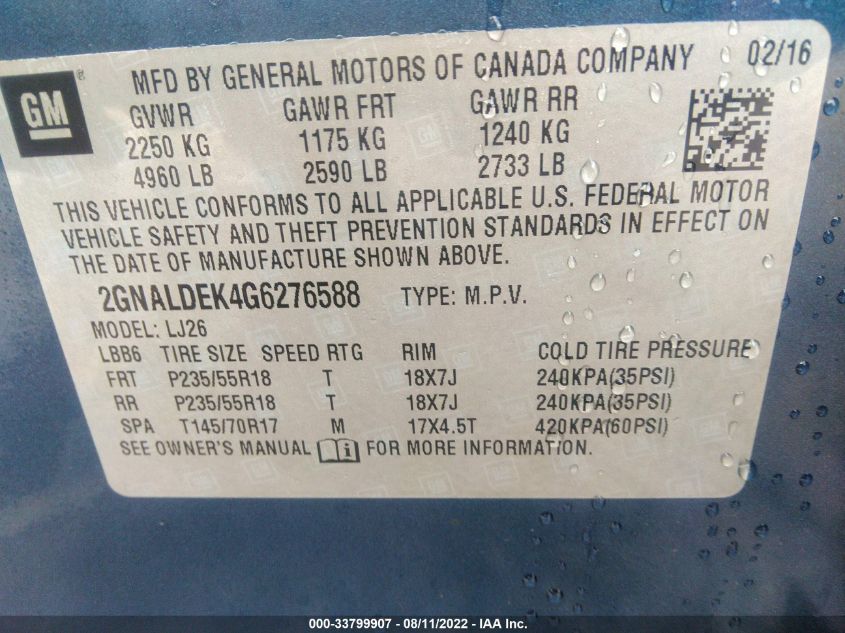 GM ®
MFD BY GENERAL MOTORS OF CANADA COMPANY 02/16
GVWR GAWR FRT GAWR RR
2250 KG 1175 KG 1240 KG
4960 LB 2590 LB 2733 LB
THIS VEHICLE CONFORMS TO ALL APPLICABLE U.S. FEDERAL MOTOR
VEHICLE SAFETY AND THEFT PREVENTION STANDARDS IN EFFECT ON
THE DATE OF MANUFACTURE SHOWN ABOVE.
2GNALDEK4G6276588 TYPE: M.P.V.
MODEL: LJ26
LBB6 TIRE SIZE SPEED RTG RIM COLD TIRE PRESSURE
FRT P235/55R18 T 18X7J 240KPA(35PSI)
RR P235/55R18 T 18X7J 240KPA(35PSI)
SPA T145/70R17 M 17X4.5T 420KPA(60PSI)
SEE OWNER'S MANUAL i FOR MORE INFORMATION.
000-33799907 - 08/11/2022 - IAA Inc.